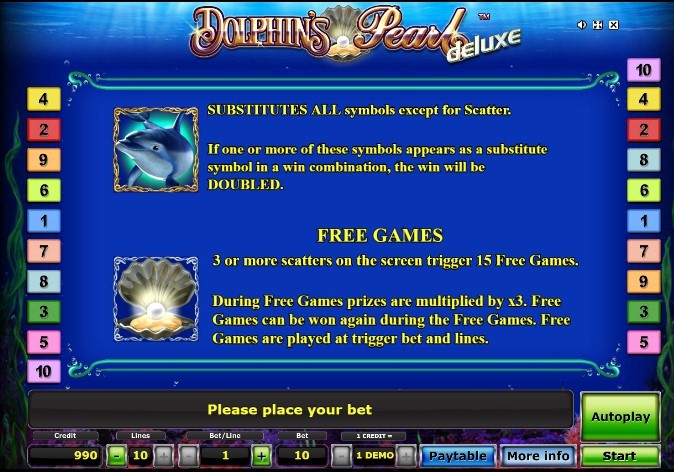 DOLPHIN'S Pearl™
deluxe
10
4
4
2
2
9
8
6
6
1
1
7
7
8
9
3
3
5
5
10
SUBSTITUTES ALL symbols except for Scatter.
If one or more of these symbols appears as a substitute
symbol in a win combination, the win will be
DOUBLED.
FREE GAMES
3 or more scatters on the screen trigger 15 Free Games.
During Free Games prizes are multiplied by x3. Free
Games can be won again during the Free Games. Free
Games are played at trigger bet and lines.
Please place your bet
Autoplay
Credit Lines Bet/Line Bet 1 CREDIT =
990 - 10 + - 1 + 10 - 1 DEMO + Paytable More info Start